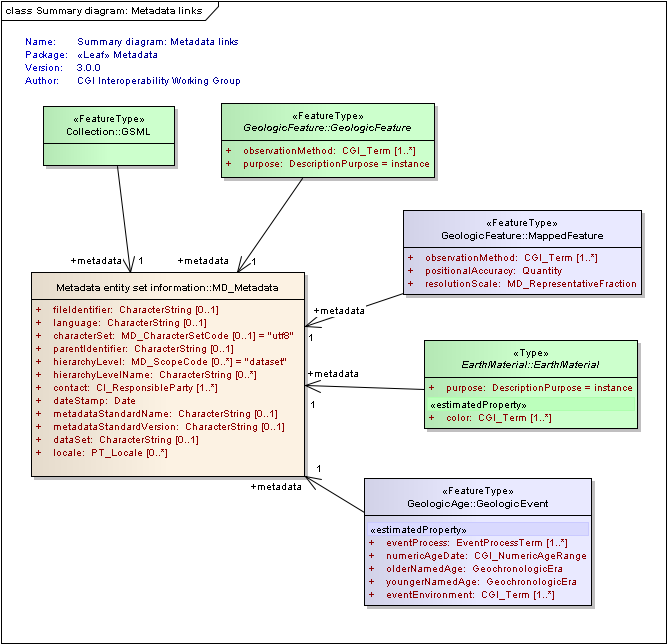 class Summary diagram: Metadata links
Name: Summary diagram: Metadata links
Package: «Leaf» Metadata
Version: 3.0.0
Author: CGI Interoperability Working Group
«FeatureType»
Collection::GSML
«FeatureType»
GeologicFeature::GeologicFeature
+ observationMethod: CGI_Term [1..*]
+ purpose: DescriptionPurpose = instance
«FeatureType»
GeologicFeature::MappedFeature
+ observationMethod: CGI_Term [1..*]
+ positionalAccuracy: Quantity
+ resolutionScale: MD_RepresentativeFraction
+metadata 1
+metadata 1
Metadata entity set information::MD_Metadata
+ fileIdentifier: CharacterString [0..1]
+ language: CharacterString [0..1]
+ characterSet: MD_CharacterSetCode [0..1] = "utf8"
+ parentIdentifier: CharacterString [0..1]
+ hierarchyLevel: MD_ScopeCode [0..*] = "dataset"
+ hierarchyLevelName: CharacterString [0..*]
+ contact: CI_ResponsibleParty [1..*]
+ dateStamp: Date
+ metadataStandardName: CharacterString [0..1]
+ metadataStandardVersion: CharacterString [0..1]
+ dataSet: CharacterString [0..1]
+ locale: PT_Locale [0..*]
+metadata
1
+metadata
1
«Type»
EarthMaterial::EarthMaterial
+ purpose: DescriptionPurpose = instance
«estimatedProperty»
+ color: CGI_Term [1..*]
1
+metadata
«FeatureType»
GeologicAge::GeologicEvent
«estimatedProperty»
+ eventProcess: EventProcessTerm [1..*]
+ numericAgeDate: CGI_NumericAgeRange
+ olderNamedAge: GeochronologicEra
+ youngerNamedAge: GeochronologicEra
+ eventEnvironment: CGI_Term [1..*]